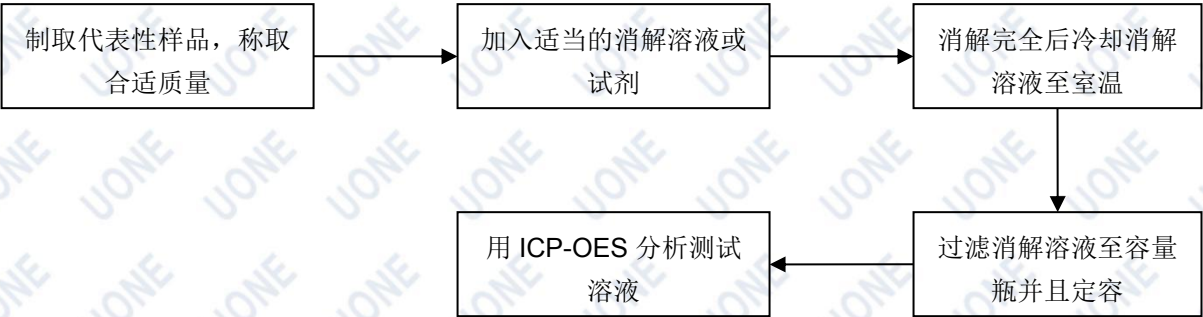 制取代表性样品，称取
合适质量
加入适当的消解溶液或
试剂
消解完全后冷却消解
溶液至室温
过滤消解溶液至容量
瓶并且定容
用 ICP-OES 分析测试
溶液
UONE